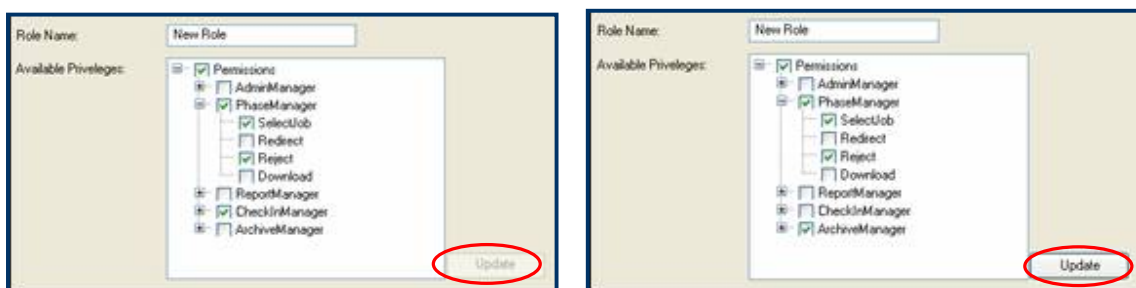 Role Name: New Role
Available Priveleges:
Permissions
AdminManager
PhaseManager
SelectJob
Redirect
Reject
Download
ReportManager
CheckInManager
ArchiveManager
Update
Role Name: New Role
Available Priveleges:
Permissions
AdminManager
PhaseManager
SelectJob
Redirect
Reject
Download
ReportManager
CheckInManager
ArchiveManager
Update